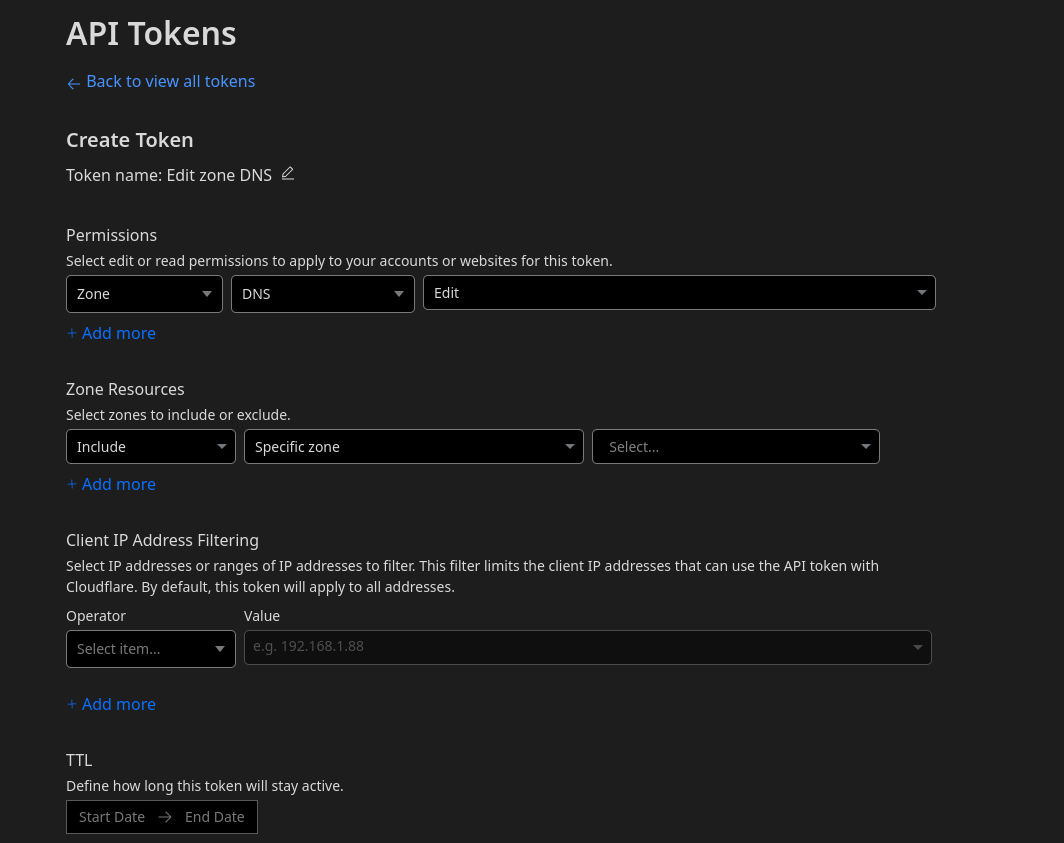 API Tokens
Back to view all tokens
Create Token
Token name: Edit zone DNS
Permissions
Select edit or read permissions to apply to your accounts or websites for this token.
Zone DNS Edit
+ Add more
Zone Resources
Select zones to include or exclude.
Include Specific zone Select...
+ Add more
Client IP Address Filtering
Select IP addresses or ranges of IP addresses to filter. This filter limits the client IP addresses that can use the API token with
Cloudflare. By default, this token will apply to all addresses.
Operator Value
Select item... e.g. 192.168.1.88
+ Add more
TTL
Define how long this token will stay active.
Start Date → End Date